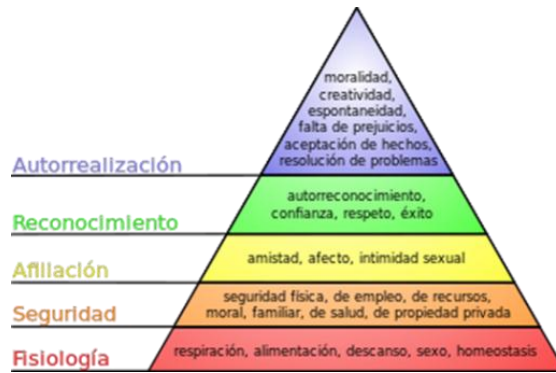 moralidad,
creatividad,
espontaneidad,
falta de prejuicios,
aceptación de hechos,
resolución de problemas
Autorrealización
autorreconocimiento,
confianza, respeto, éxito
Reconocimiento
amistad, afecto, intimidad sexual
Afiliación
seguridad física, de empleo, de recursos,
moral, familiar, de salud, de propiedad privada
Seguridad
respiración, alimentación, descanso, sexo, homeostasis
Fisiología